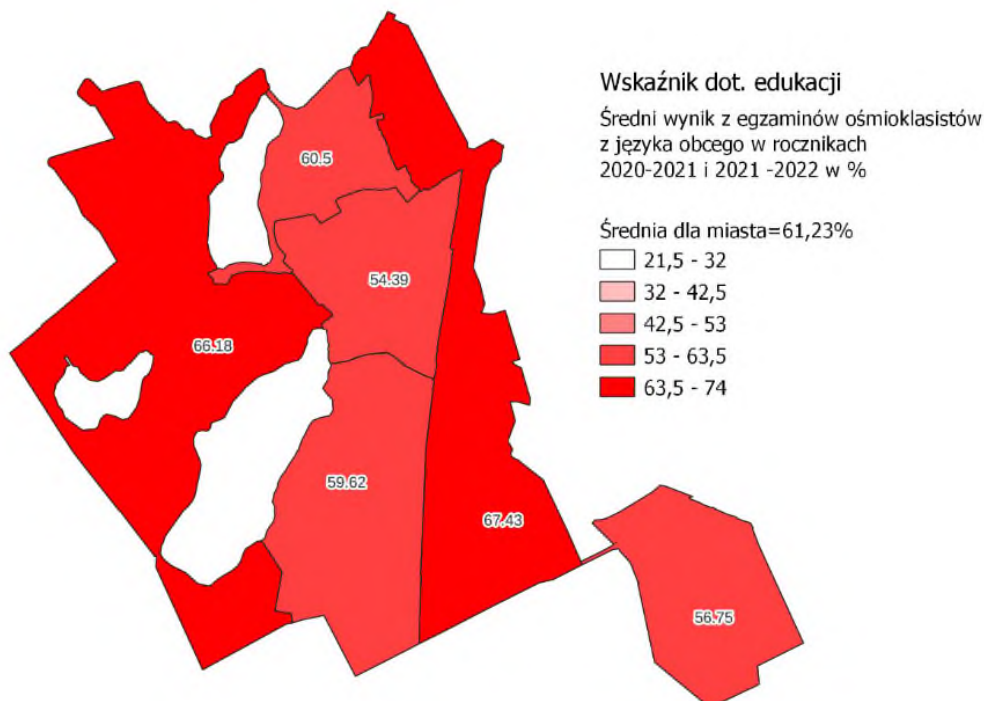 Wskaźnik dot. edukacji
Średni wynik z egzaminów ośmioklasistów
z języka obcego w rocznikach
2020-2021 i 2021 -2022 w %
Średnia dla miasta=61,23%
21,5 - 32
32 - 42,5
42,5 - 53
53 - 63,5
63,5 - 74
60.5
54.39
66.18
59.62
67.43
56.75